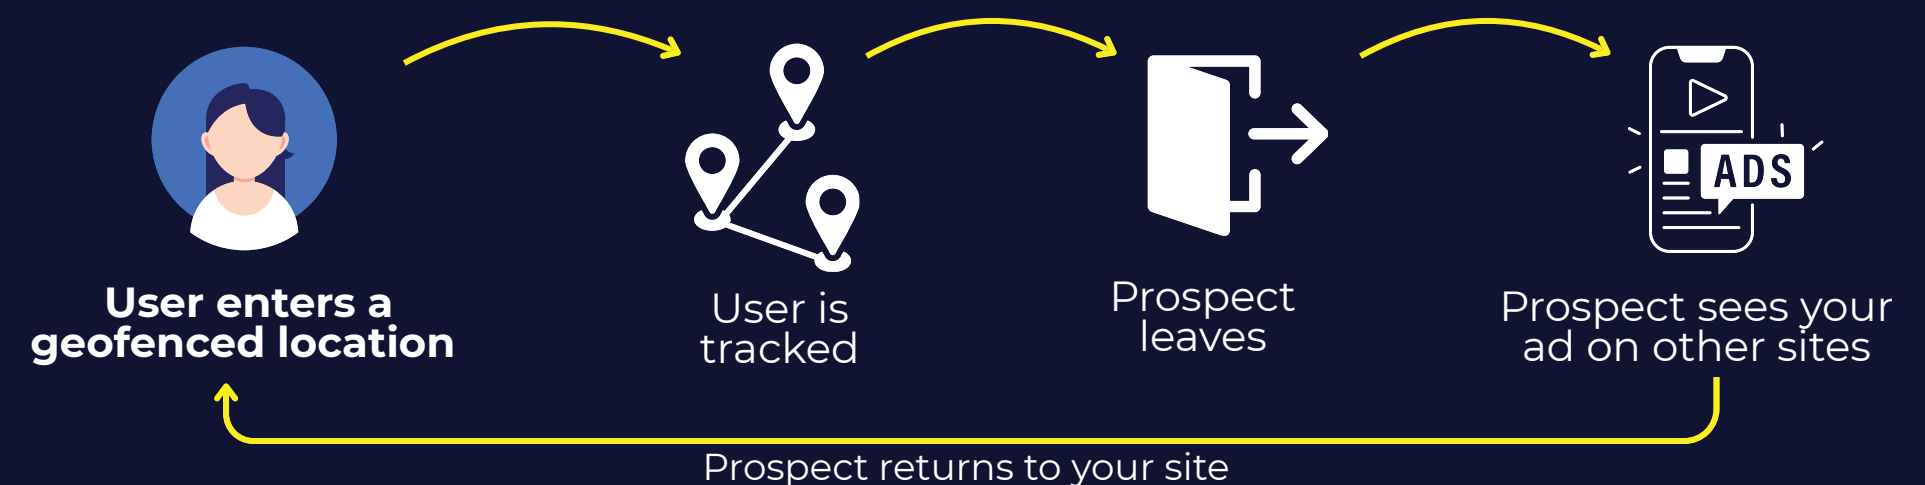 ADS
User enters a
geofenced location
User is
tracked
Prospect
leaves
Prospect sees your
ad on other sites
Prospect returns to your site